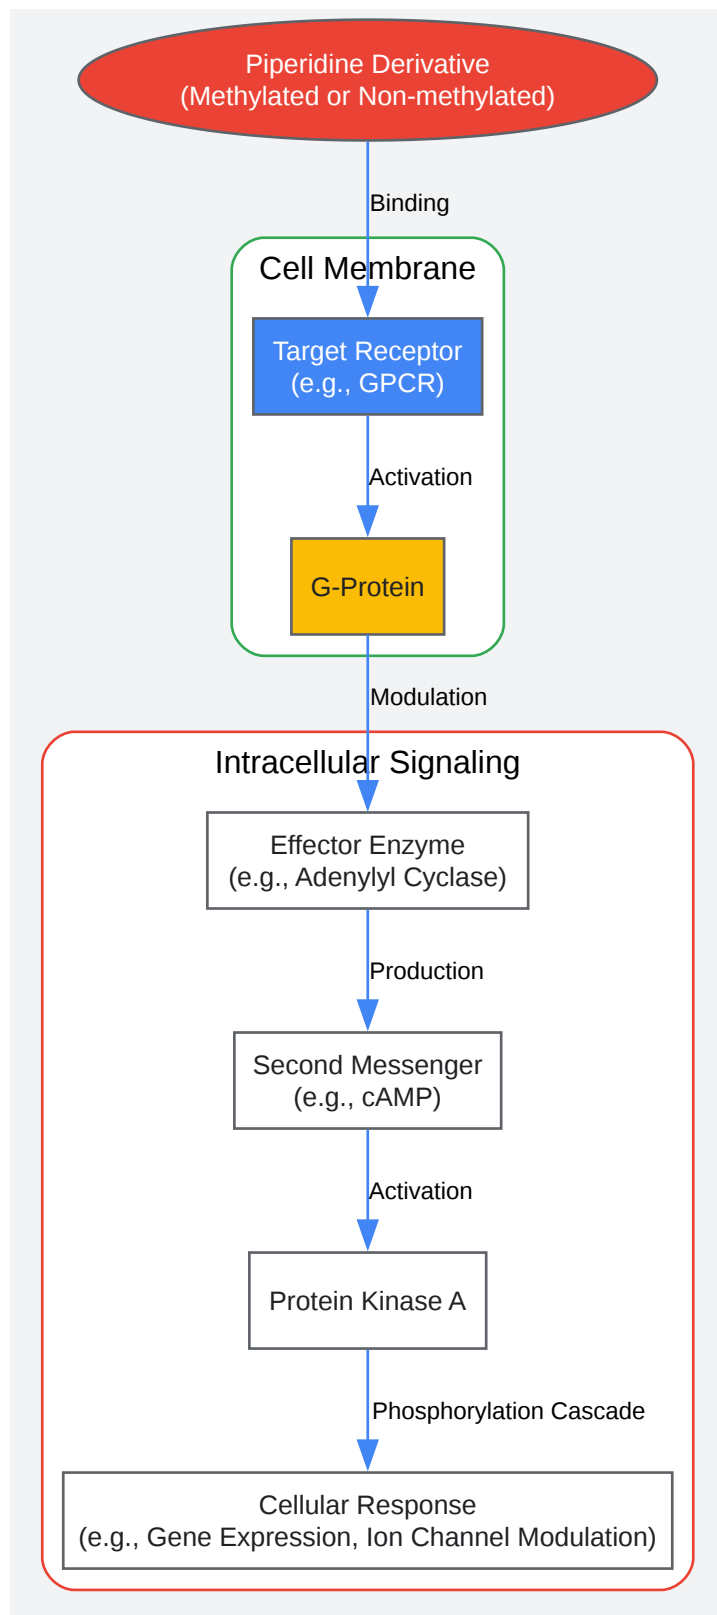 Piperidine Derivative
(Methylated or Non-methylated)
Binding
Cell Membrane
Target Receptor
(e.g., GPCR)
Activation
G-Protein
Modulation
Intracellular Signaling
Effector Enzyme
(e.g., Adenylyl Cyclase)
Production
Second Messenger
(e.g., cAMP)
Activation
Protein Kinase A
Phosphorylation Cascade
Cellular Response
(e.g., Gene Expression, Ion Channel Modulation)